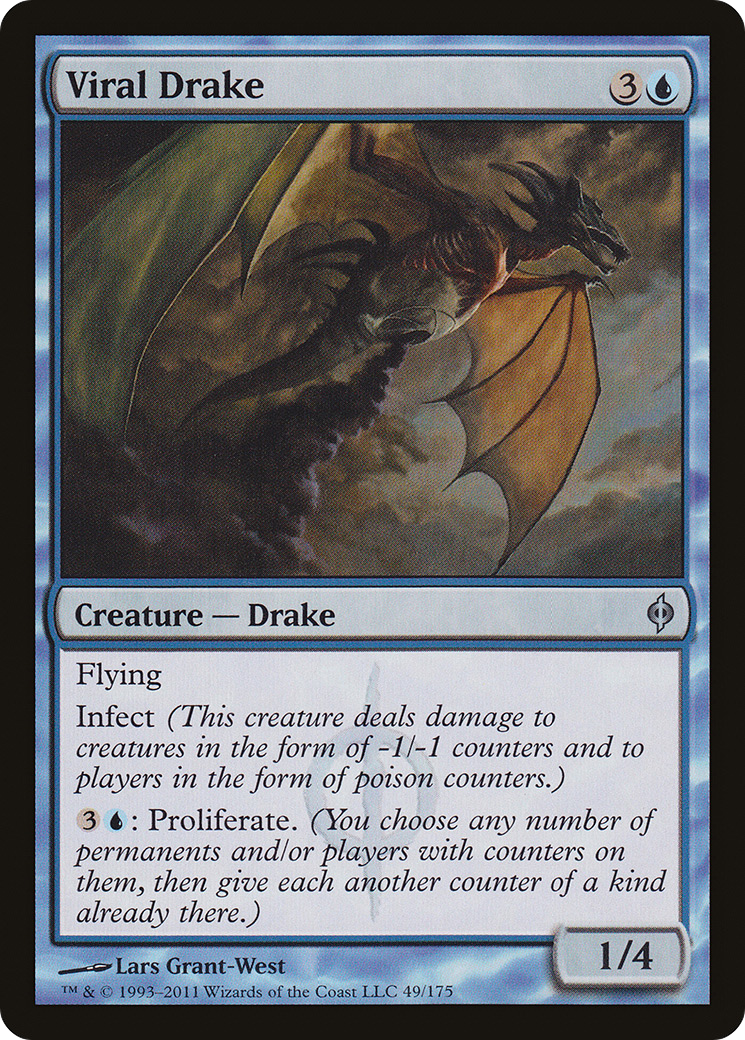 Viral Drake 3
Creature — Drake
Flying
Infect (This creature deals damage to
creatures in the form of -1/-1 counters and to
players in the form of poison counters.)
3 : Proliferate. (You choose any number of
permanents and/or players with counters on
them, then give each another counter of a kind
already there.)
1/4
Lars Grant-West
™ & © 1993–2011 Wizards of the Coast LLC 49/175